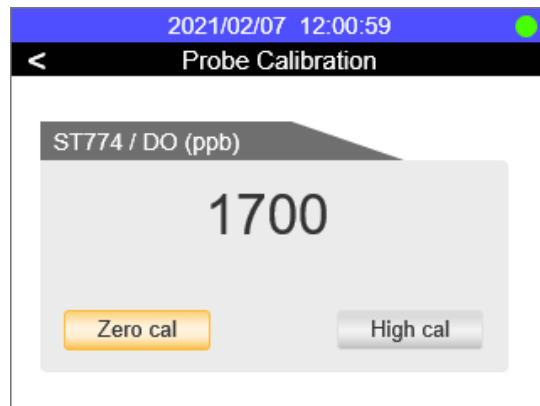 2021/02/07 12:00:59
< Probe Calibration
ST774 / DO (ppb)
1700
Zero cal High cal